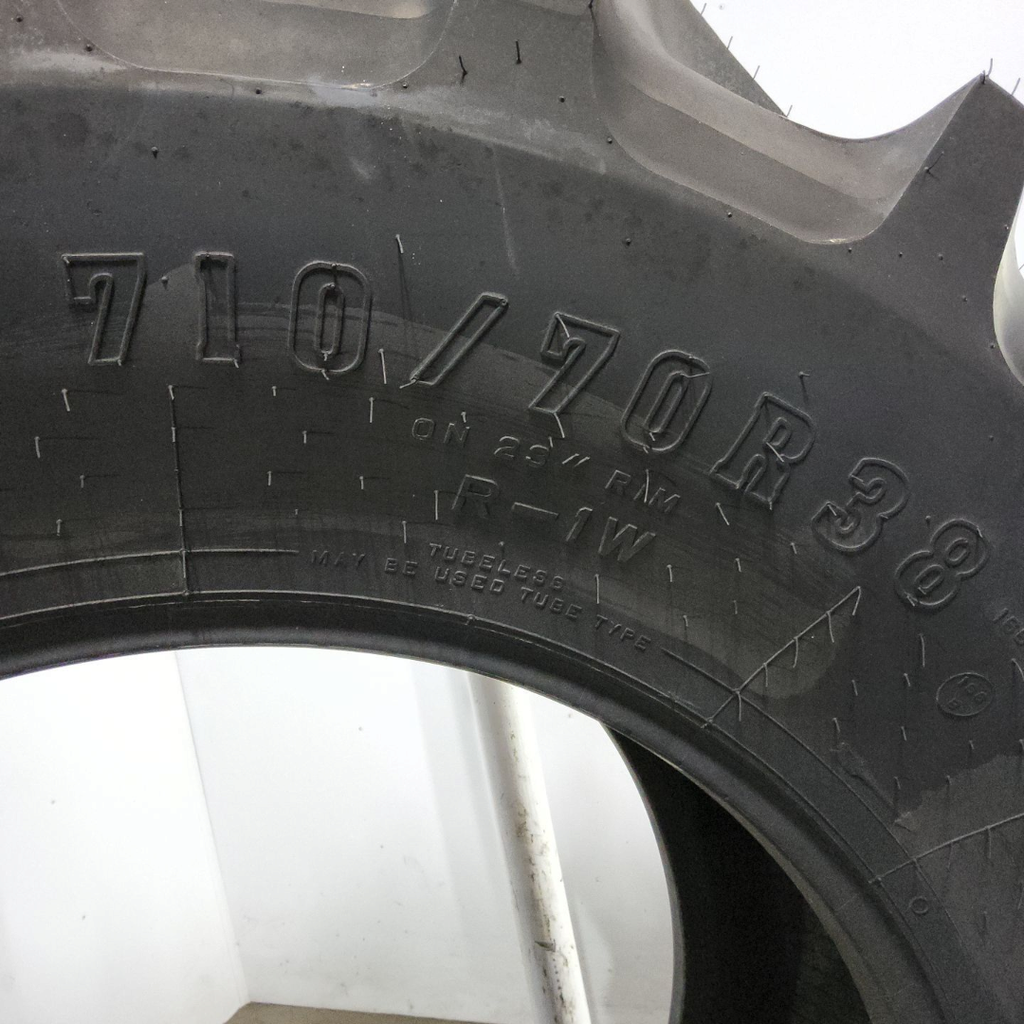 710/70R38
ON 23" RIM
R-1W
TUBELESS
MAY BE USED TUBE TYPE